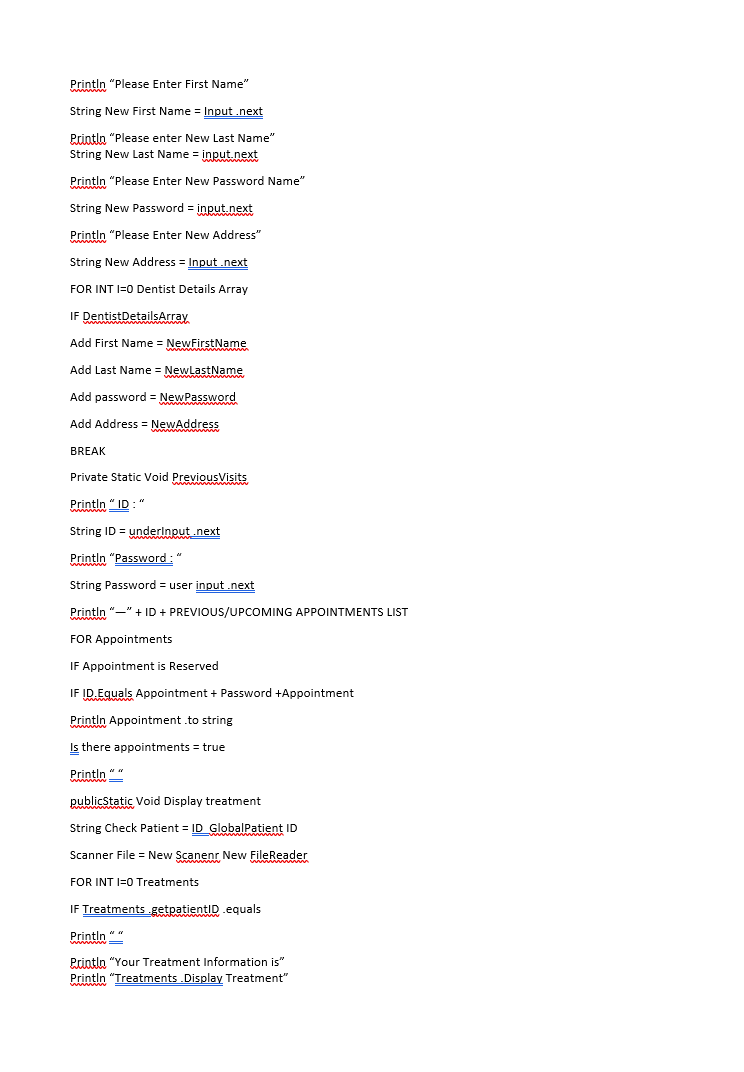 Println “Please Enter First Name”
String New First Name = Input .next
Println “Please enter New Last Name”
String New Last Name = input.next
Println “Please Enter New Password Name”
String New Password = input.next
Println “Please Enter New Address”
String New Address = Input .next
FOR INT I=0 Dentist Details Array
IF DentistDetailsArray
Add First Name = NewFirstName
Add Last Name = NewLastName
Add password = NewPassword
Add Address = NewAddress
BREAK
Private Static Void PreviousVisits
Println “ ID : “
String ID = underInput .next
Println “Password : “
String Password = user input .next
Println “—” + ID + PREVIOUS/UPCOMING APPOINTMENTS LIST
FOR Appointments
IF Appointment is Reserved
IF ID.Equals Appointment + Password +Appointment
Println Appointment .to string
Is there appointments = true
Println “ “
publicStatic Void Display treatment
String Check Patient = ID GlobalPatient ID
Scanner File = New Scanenr New FileReader
FOR INT I=0 Treatments
IF Treatments .getpatientID .equals
Println “ “
Println “Your Treatment Information is”
Println “Treatments .Display Treatment”